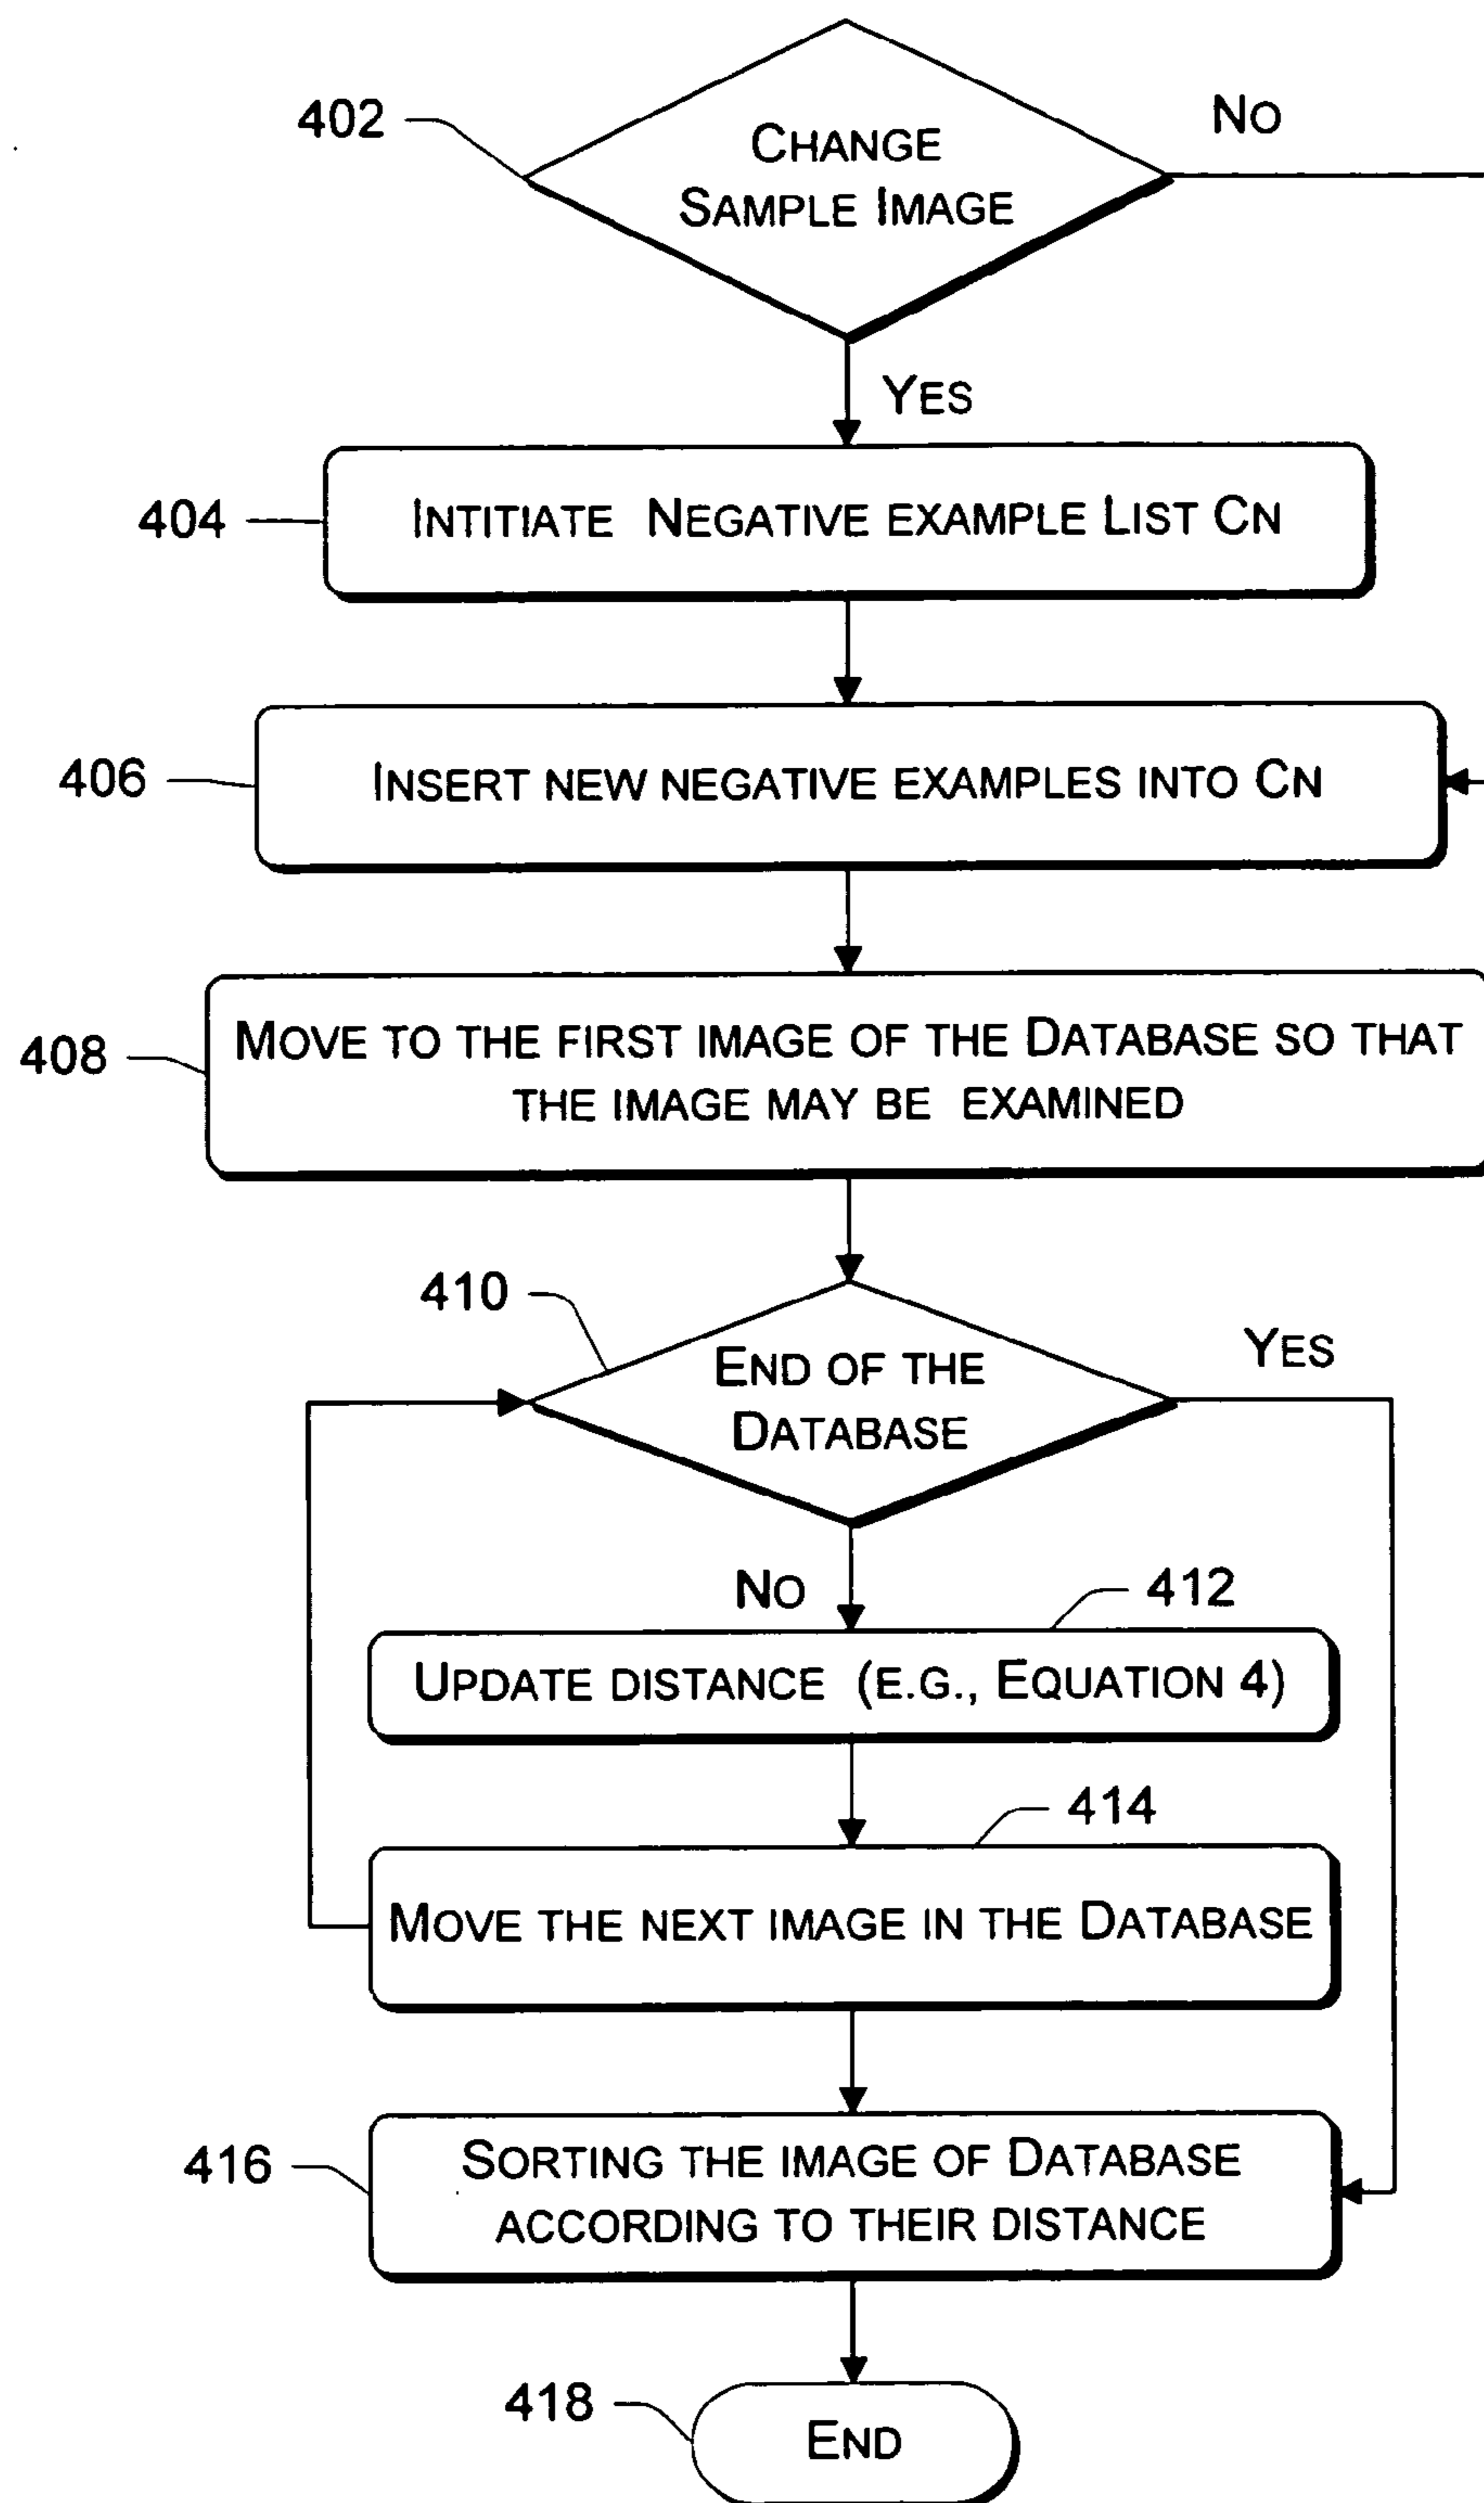 402
CHANGE
SAMPLE IMAGE
NO
YES
404
INTITIATE NEGATIVE EXAMPLE LIST CN
406
INSERT NEW NEGATIVE EXAMPLES INTO CN
408
MOVE TO THE FIRST IMAGE OF THE DATABASE SO THAT
THE IMAGE MAY BE EXAMINED
410
END OF THE
DATABASE
YES
NO
412
UPDATE DISTANCE (E.G., EQUATION 4)
414
MOVE THE NEXT IMAGE IN THE DATABASE
416
SORTING THE IMAGE OF DATABASE
ACCORDING TO THEIR DISTANCE
418
END